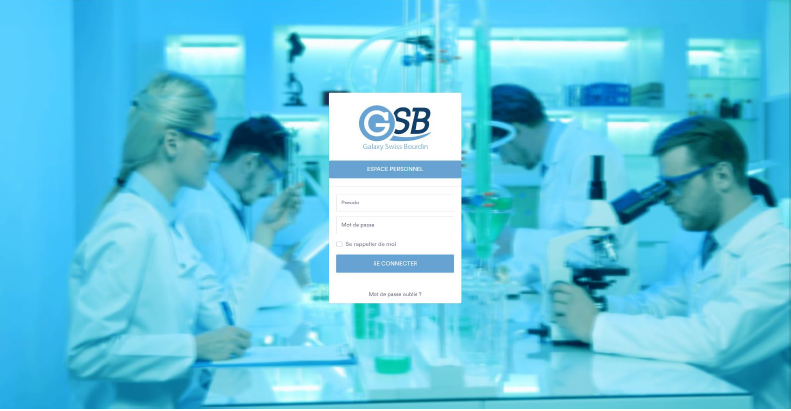 GSB
Galaxy Swiss Bourdin
ESPACE PERSONNEL
Pseudo
Mot de passe
Se rappeler de moi
SE CONNECTER
Mot de passe oublié ?